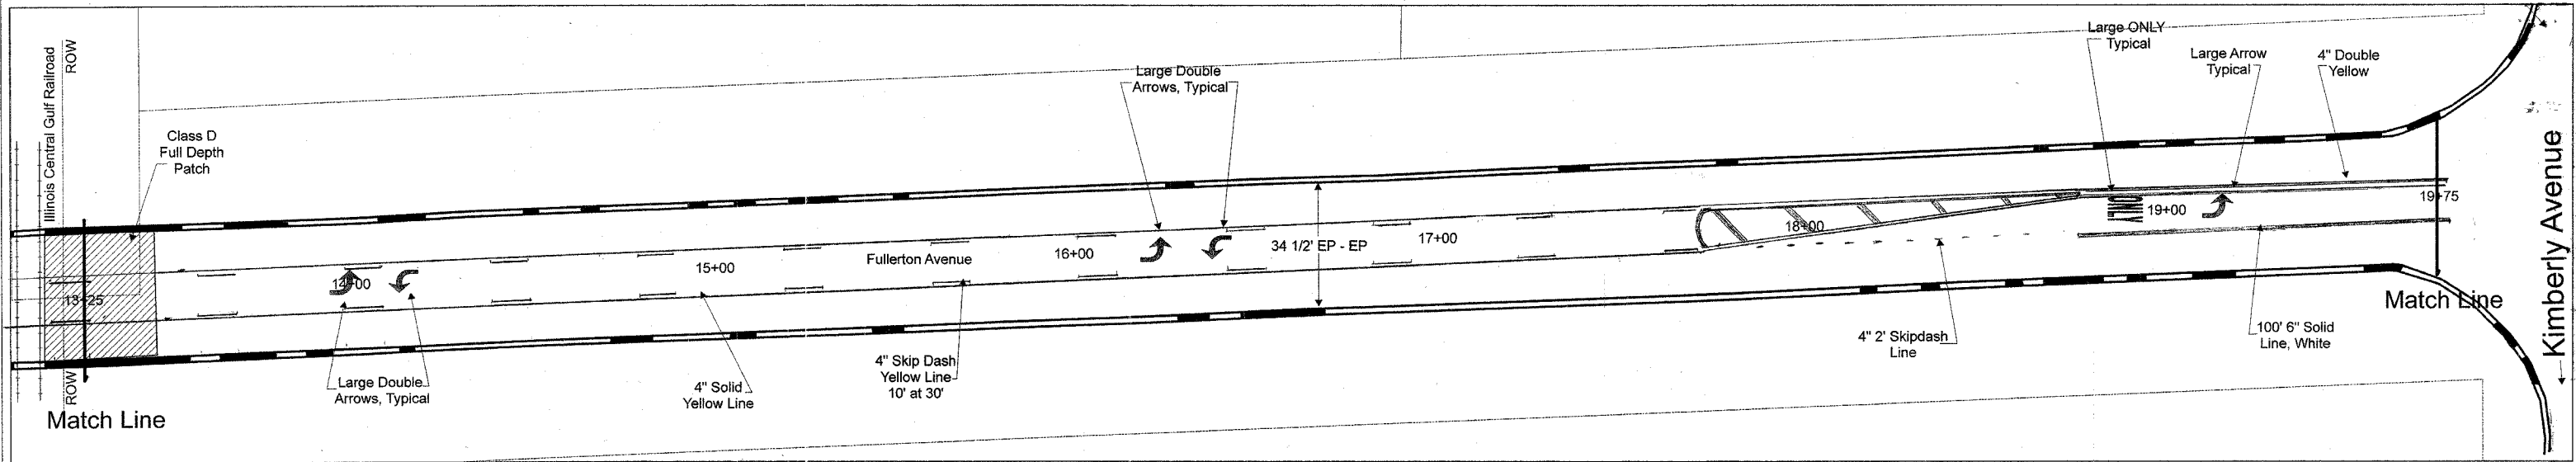 Illinois Central Gulf Railroad
ROW
Class D
Full Depth
Patch
Large Double
Arrows, Typical
Large ONLY
Typical
Large Arrow
Typical
4" Double
Yellow
13+25
14+00
15+00
Fullerton Avenue
16+00
34 1/2' EP - EP
17+00
18+00
ONLY
19+00
19+75
Kimberly Avenue
ROW
Match Line
Large Double
Arrows, Typical
4" Solid
Yellow Line
4" Skip Dash
Yellow Line
10' at 30'
4" 2' Skipdash
Line
100' 6" Solid
Line, White
Match Line